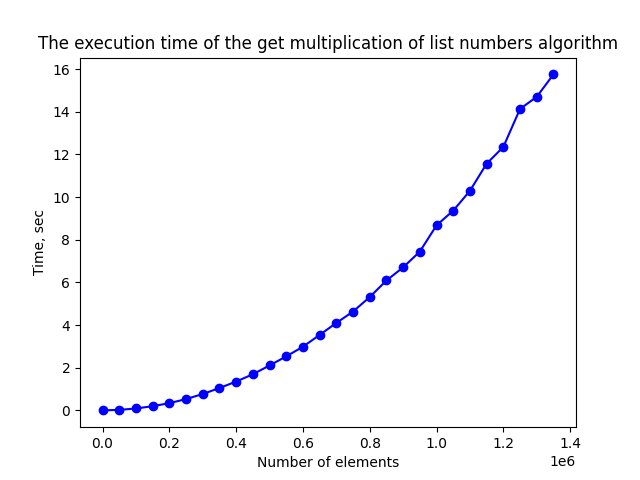 The execution time of the get multiplication of list numbers algorithm
16
14
12
10
8
6
4
2
0
Time, sec
0.0 0.2 0.4 0.6 0.8 1.0 1.2 1.4
1e6
Number of elements